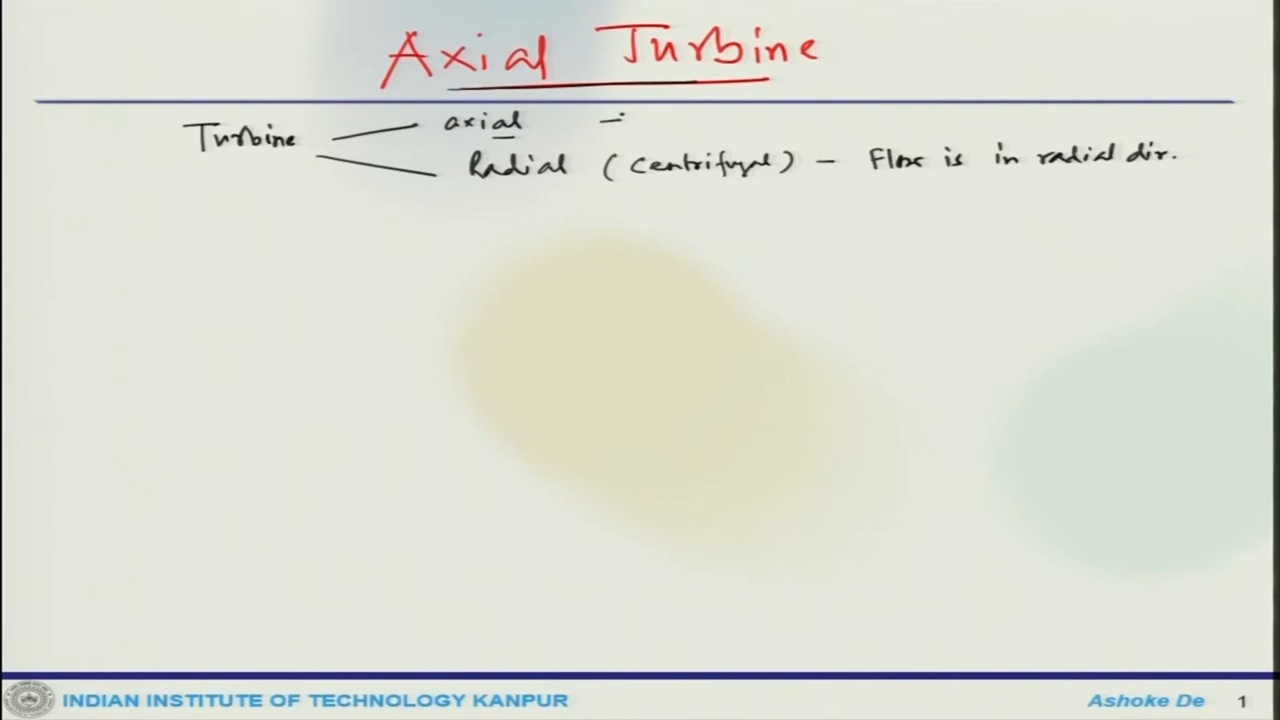 Axial Turbine
Turbine
axial -
Radial (Centrifugal) - Flow is in radial dir.
INDIAN INSTITUTE OF TECHNOLOGY KANPUR
Ashoke De 1